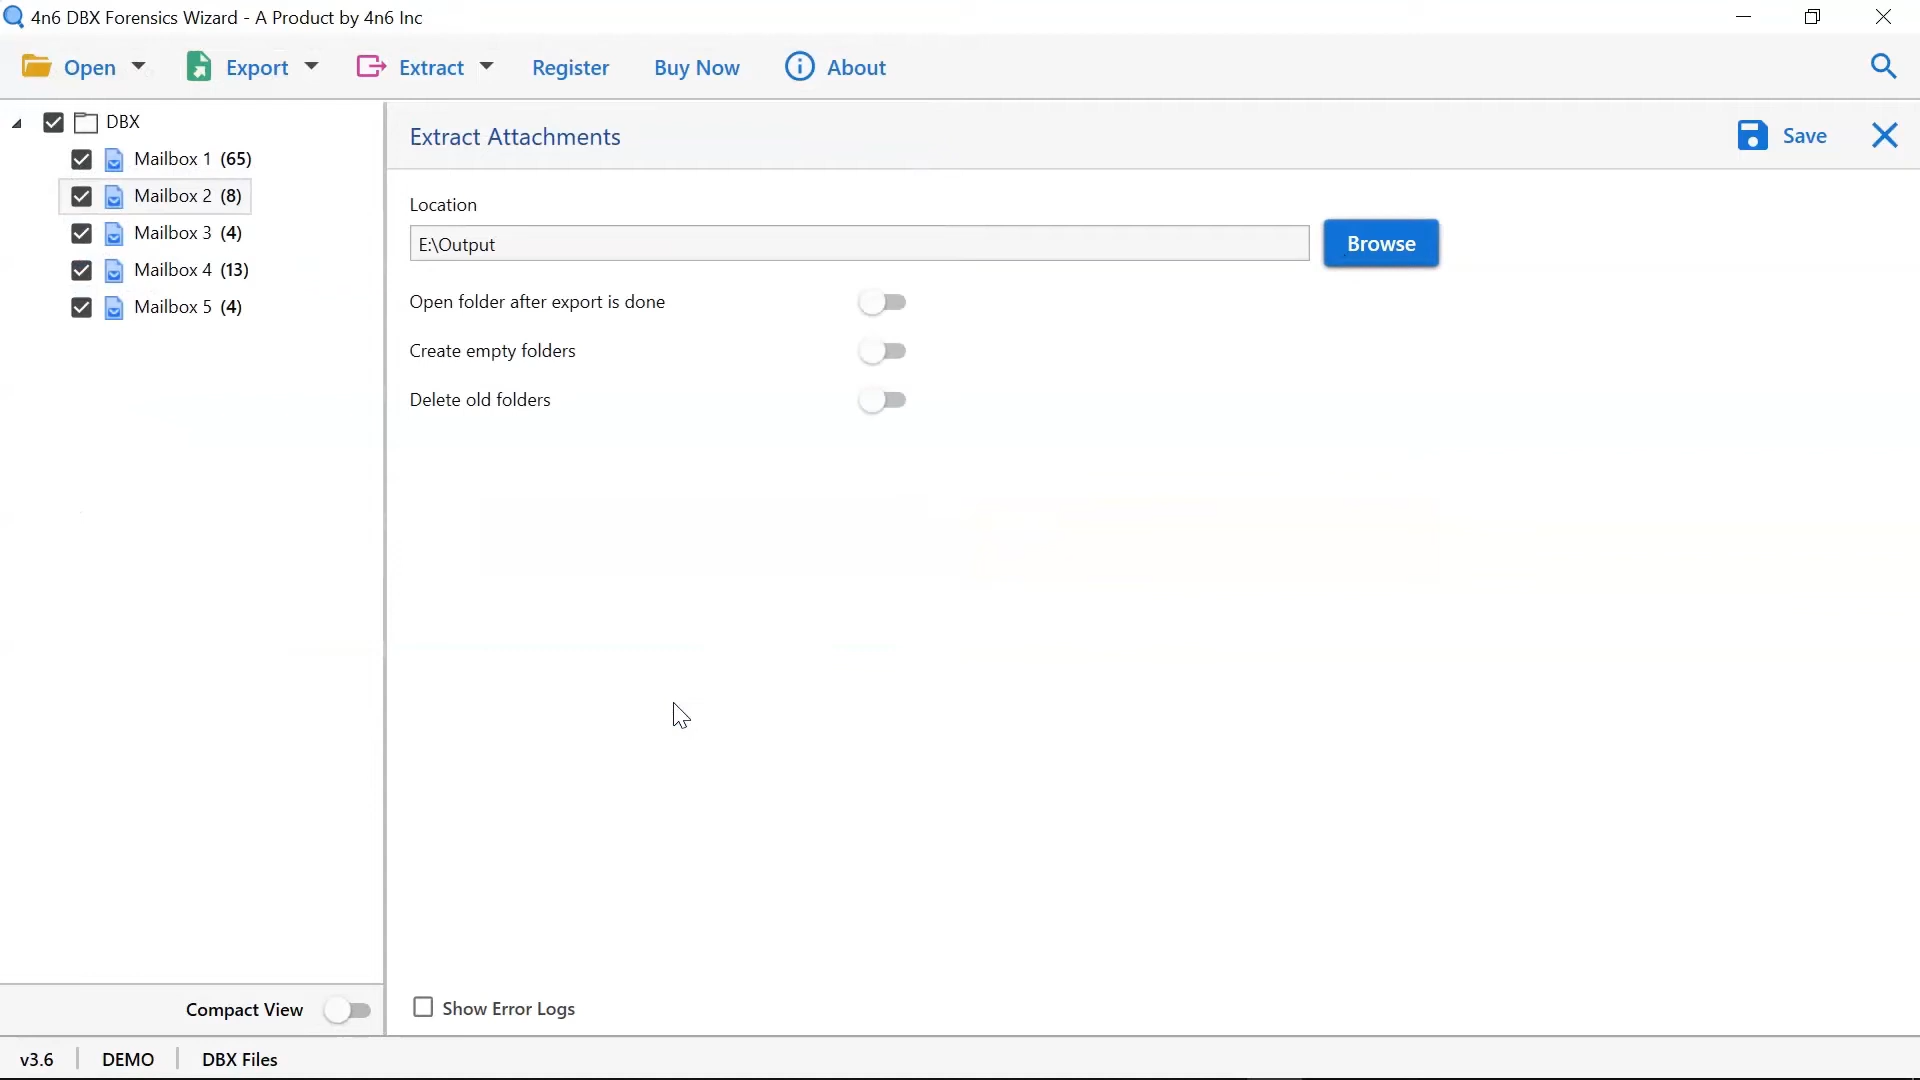 4n6 DBX Forensics Wizard - A Product by 4n6 Inc
Open Export Extract Register Buy Now About
DBX
Mailbox 1 (65)
Mailbox 2 (8)
Mailbox 3 (4)
Mailbox 4 (13)
Mailbox 5 (4)
Extract Attachments
Save
Location
E:\Output
Browse
Open folder after export is done
Create empty folders
Delete old folders
Compact View
Show Error Logs
v3.6 DEMO DBX Files